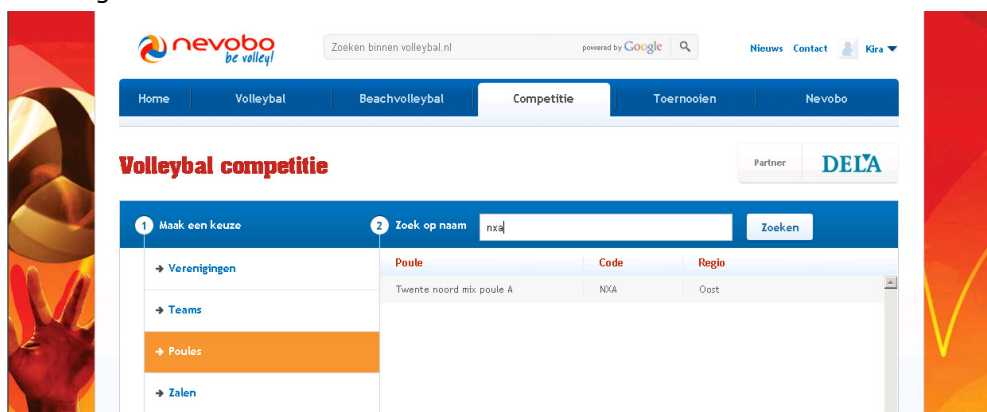 nevobo
be volley!
Zoeken binnen volleybal.nl
powered by Google
Nieuws Contact Kira
Home Volleybal Beachvolleybal Competitie Toernooien Nevobo
Volleybal competitie
Partner DELA
1 Maak een keuze
2 Zoek op naam nxa Zoeken
Poule Code Regio
Verenigingen
Twente noord mix poule A NXA Oost
Teams
Poules
Zalen